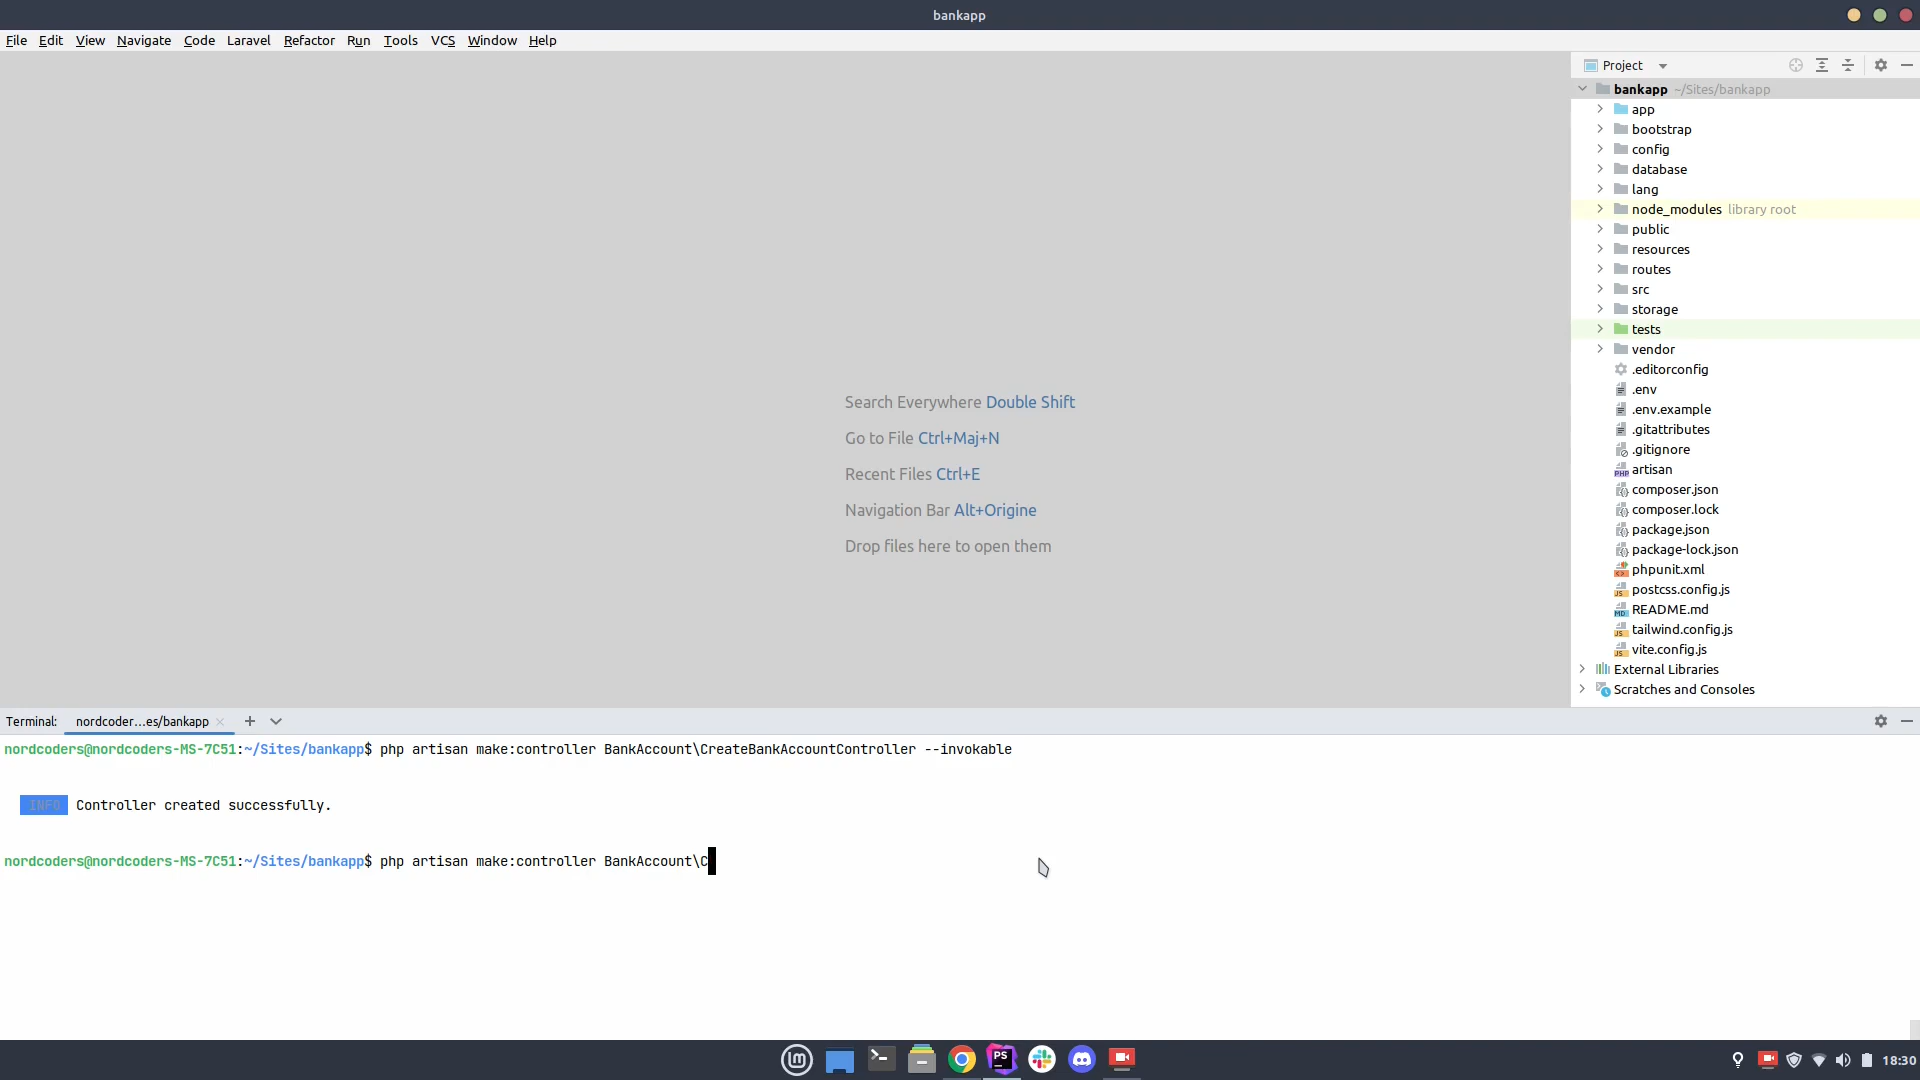 bankapp
File Edit View Navigate Code Laravel Refactor Run Tools VCS Window Help
Project
bankapp ~/Sites/bankapp
app
bootstrap
config
database
lang
node_modules library root
public
resources
routes
src
storage
tests
vendor
.editorconfig
.env
.env.example
.gitattributes
.gitignore
artisan
composer.json
composer.lock
package.json
package-lock.json
phpunit.xml
postcss.config.js
README.md
tailwind.config.js
vite.config.js
External Libraries
Scratches and Consoles
Search Everywhere Double Shift
Go to File Ctrl+Maj+N
Recent Files Ctrl+E
Navigation Bar Alt+Origine
Drop files here to open them
Terminal: nordcoder...es/bankapp
nordcoders@nordcoders-MS-7C51:~/Sites/bankapp$ php artisan make:controller BankAccount\CreateBankAccountController --invokable
INFO Controller created successfully.
nordcoders@nordcoders-MS-7C51:~/Sites/bankapp$ php artisan make:controller BankAccount\C
PS
18:30